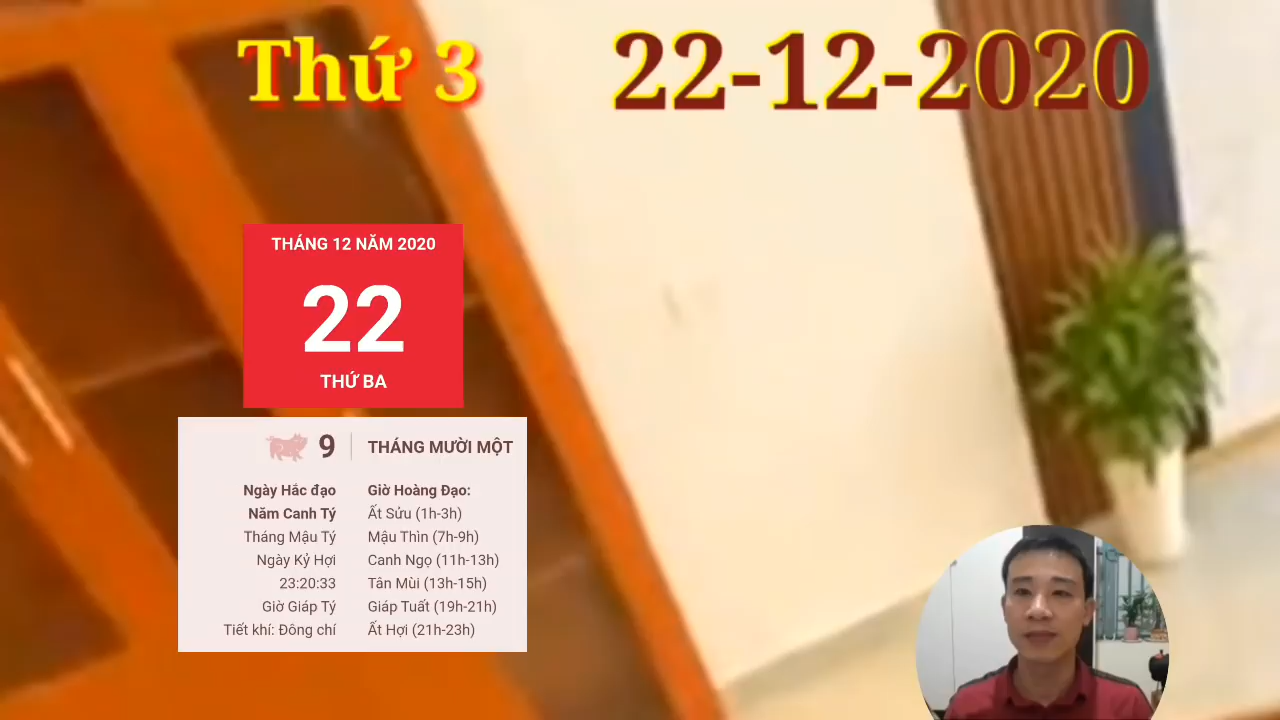 Thứ 3 22-12-2020
THÁNG 12 NĂM 2020
22
THỨ BA
9 THÁNG MƯỜI MỘT
Ngày Hắc đạo Giờ Hoàng Đạo:
Năm Canh Tý Ất Sửu (1h-3h)
Tháng Mậu Tý Mậu Thìn (7h-9h)
Ngày Kỷ Hợi Canh Ngọ (11h-13h)
23:20:33 Tân Mùi (13h-15h)
Giờ Giáp Tý Giáp Tuất (19h-21h)
Tiết khí: Đông chí Ất Hợi (21h-23h)